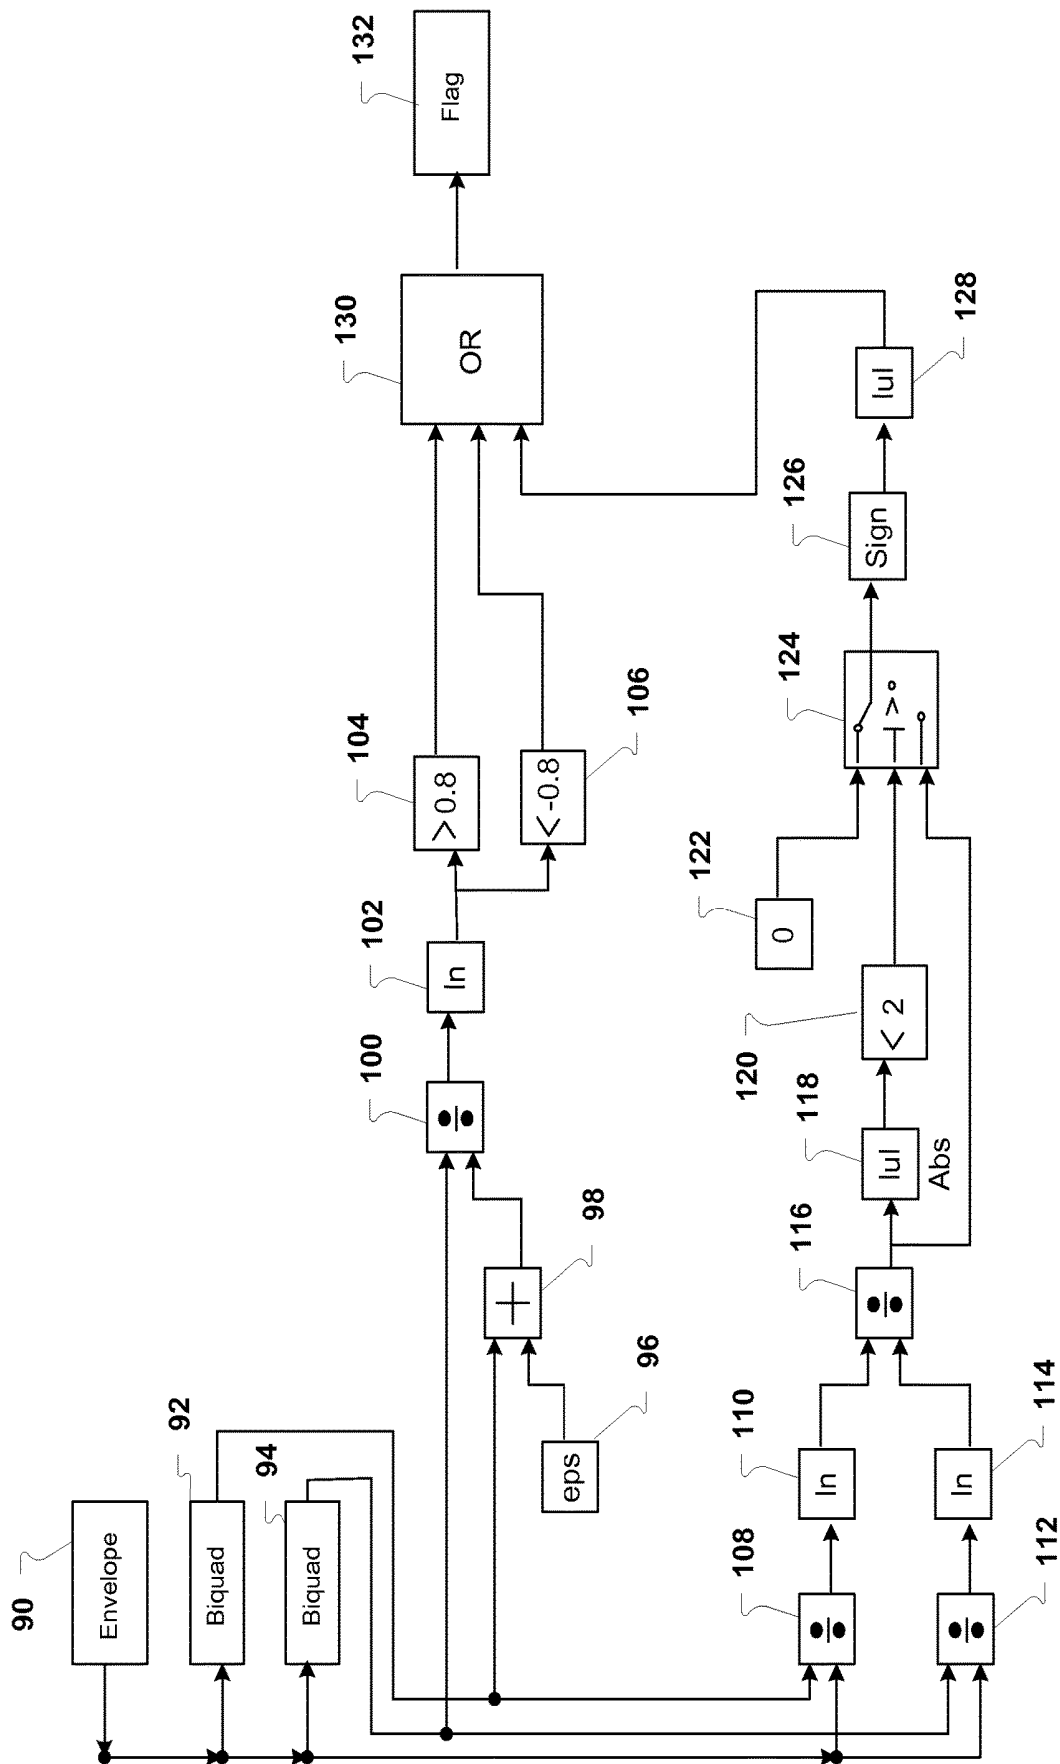 90
Envelope
92
Biquad
94
Biquad
eps
96
+
98
÷
100
ln
102
>0.8
104
<-0.8
106
OR
130
Flag
132
÷
108
ln
110
÷
112
ln
114
÷
116
|u|
118
Abs
< 2
120
0
122
T>°
124
Sign
126
|u|
128